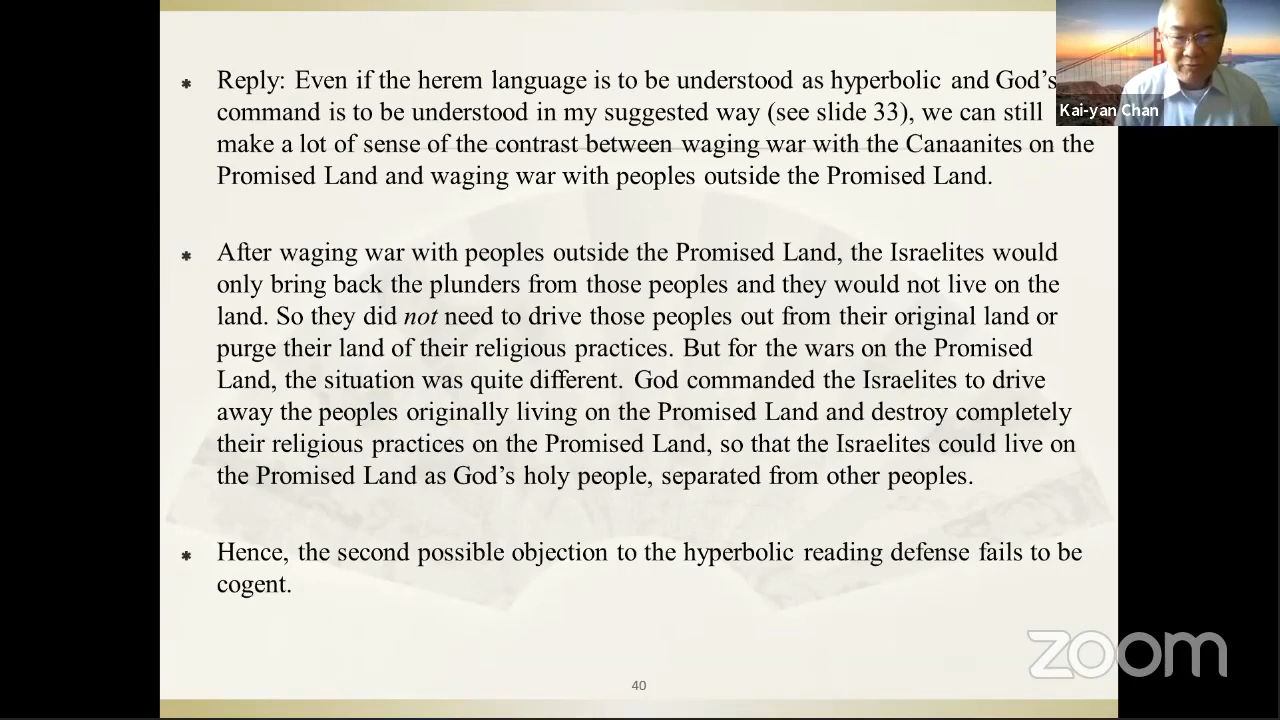 Reply: Even if the herem language is to be understood as hyperbolic and God's
command is to be understood in my suggested way (see slide 33), we can still
make a lot of sense of the contrast between waging war with the Canaanites on the
Promised Land and waging war with peoples outside the Promised Land.
After waging war with peoples outside the Promised Land, the Israelites would
only bring back the plunders from those peoples and they would not live on the
land. So they did not need to drive those peoples out from their original land or
purge their land of their religious practices. But for the wars on the Promised
Land, the situation was quite different. God commanded the Israelites to drive
away the peoples originally living on the Promised Land and destroy completely
their religious practices on the Promised Land, so that the Israelites could live on
the Promised Land as God's holy people, separated from other peoples.
Hence, the second possible objection to the hyperbolic reading defense fails to be
cogent.
40
Kai-yan Chan
zoom